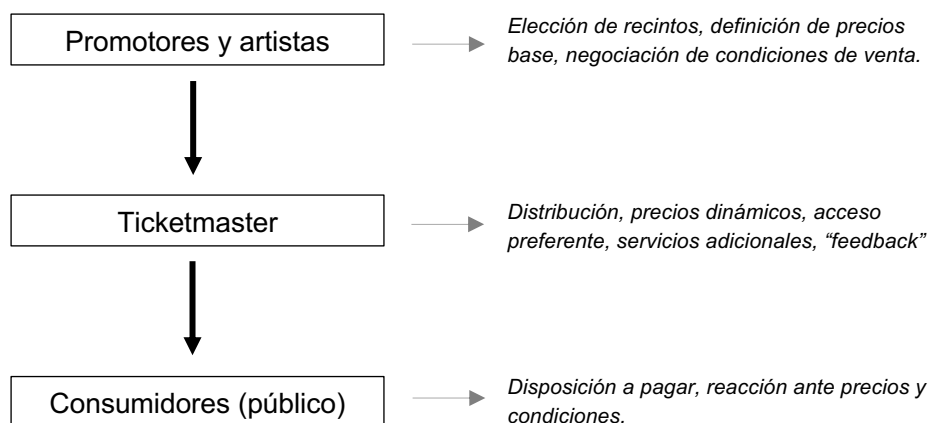 Promotores y artistas
Elección de recintos, definición de precios
base, negociación de condiciones de venta.
Ticketmaster
Distribución, precios dinámicos, acceso
preferente, servicios adicionales, “feedback”
Consumidores (público)
Disposición a pagar, reacción ante precios y
condiciones.